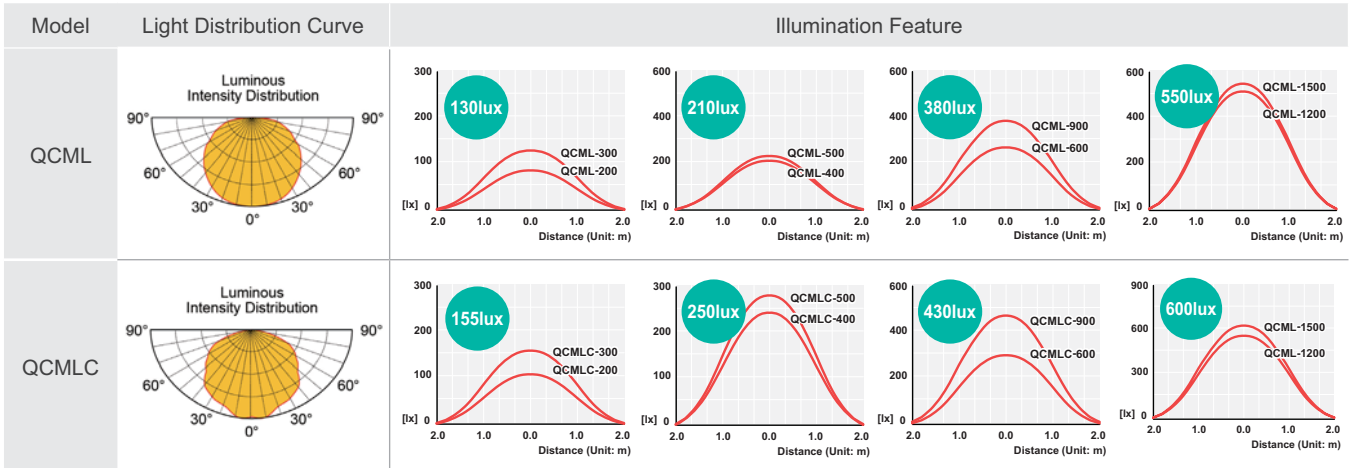 Model Light Distribution Curve Illumination Feature
QCML
Luminous
Intensity Distribution
90° 90°
60° 60°
30° 30°
0°
130lux
300
200
100
[lx] 0
QCML-300
QCML-200
2.0 1.0 0.0 1.0 2.0
Distance (Unit: m)
210lux
600
400
200
0
QCML-500
QCML-400
2.0 1.0 0.0 1.0 2.0
Distance (Unit: m)
380lux
600
400
200
[lx] 0
QCML-900
QCML-600
2.0 1.0 0.0 1.0 2.0
Distance (Unit: m)
550lux
600
400
200
[lx] 0
QCML-1500
QCML-1200
2.0 1.0 0.0 1.0 2.0
Distance (Unit: m)
QCMLC
Luminous
Intensity Distribution
90° 90°
60° 60°
30° 30°
0°
155lux
300
200
100
[lx] 0
QCMLC-300
QCMLC-200
2.0 1.0 0.0 1.0 2.0
Distance (Unit: m)
250lux
300
200
100
0
QCMLC-500
QCMLC-400
2.0 1.0 0.0 1.0 2.0
Distance (Unit: m)
430lux
600
400
200
[lx] 0
QCMLC-900
QCMLC-600
2.0 1.0 0.0 1.0 2.0
Distance (Unit: m)
600lux
900
600
300
[lx] 0
QCML-1500
QCML-1200
2.0 1.0 0.0 1.0 2.0
Distance (Unit: m)